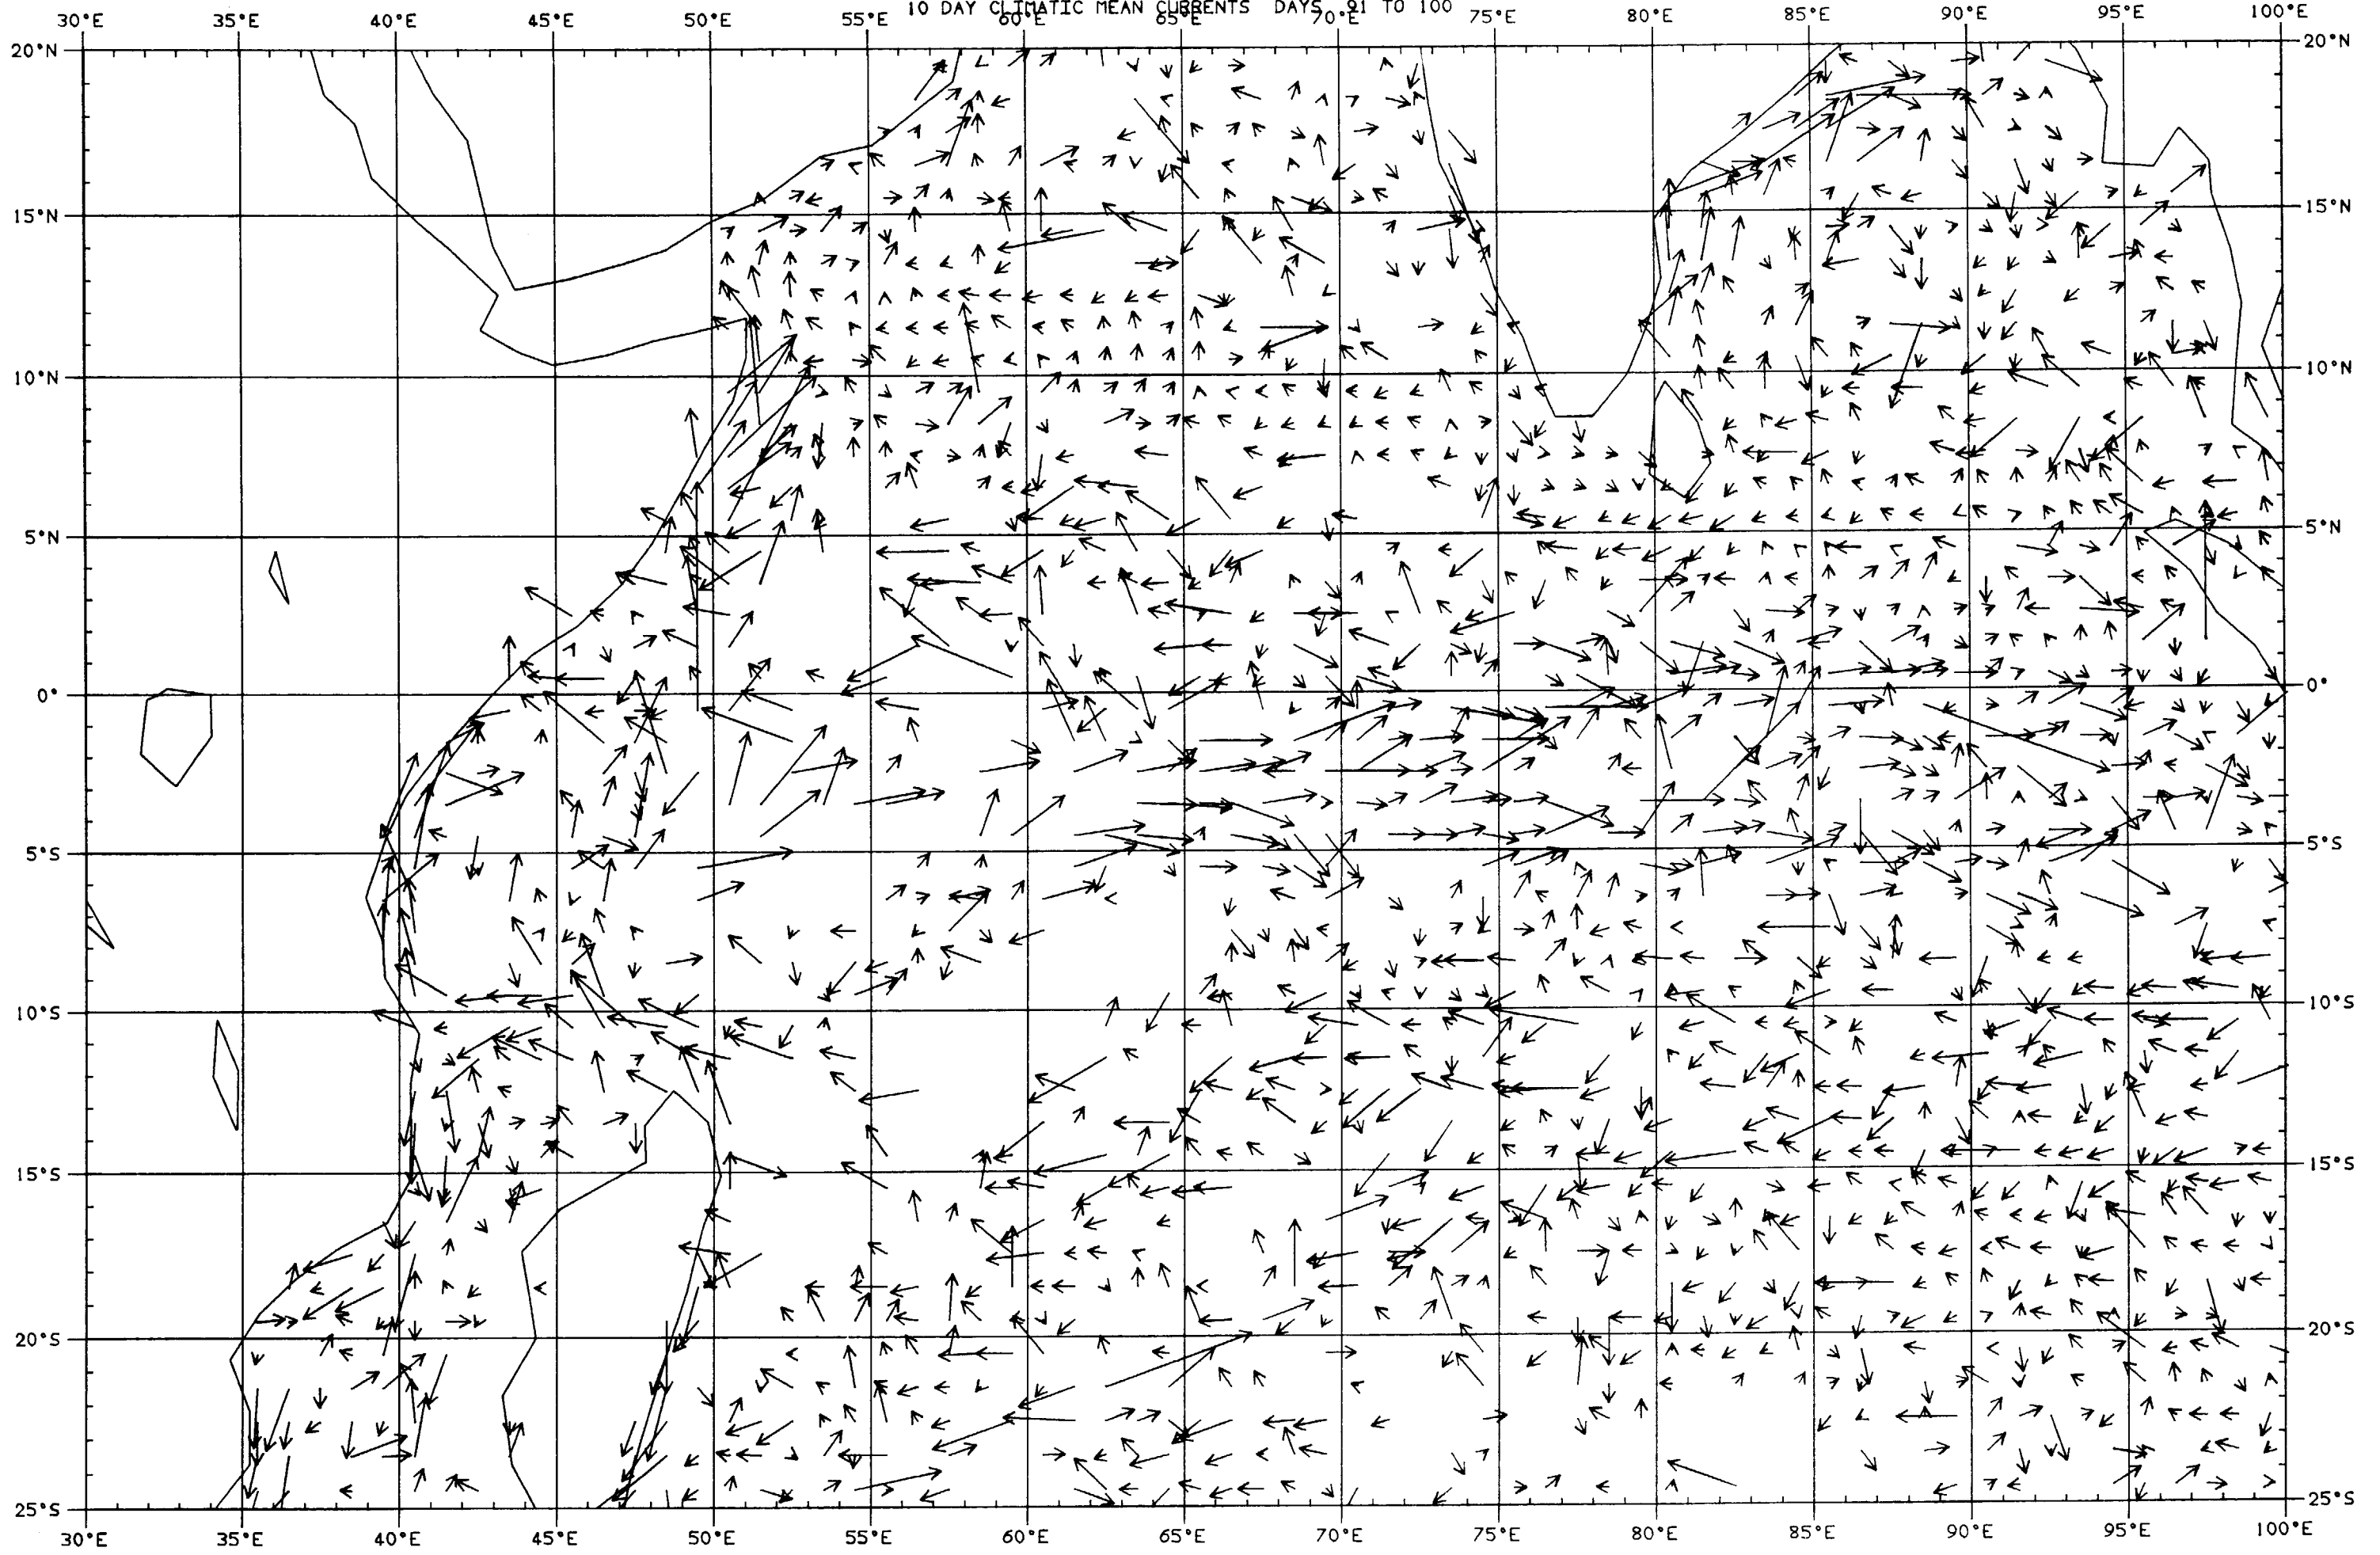 10 DAY CLIMATIC MEAN CURRENTS DAYS 91 TO 100
30°E 35°E 40°E 45°E 50°E 55°E 60°E 65°E 70°E 75°E 80°E 85°E 90°E 95°E 100°E
20°N 20°N
15°N 15°N
10°N 10°N
5°N 5°N
0° 0°
5°S 5°S
10°S 10°S
15°S 15°S
20°S 20°S
25°S 25°S
30°E 35°E 40°E 45°E 50°E 55°E 60°E 65°E 70°E 75°E 80°E 85°E 90°E 95°E 100°E